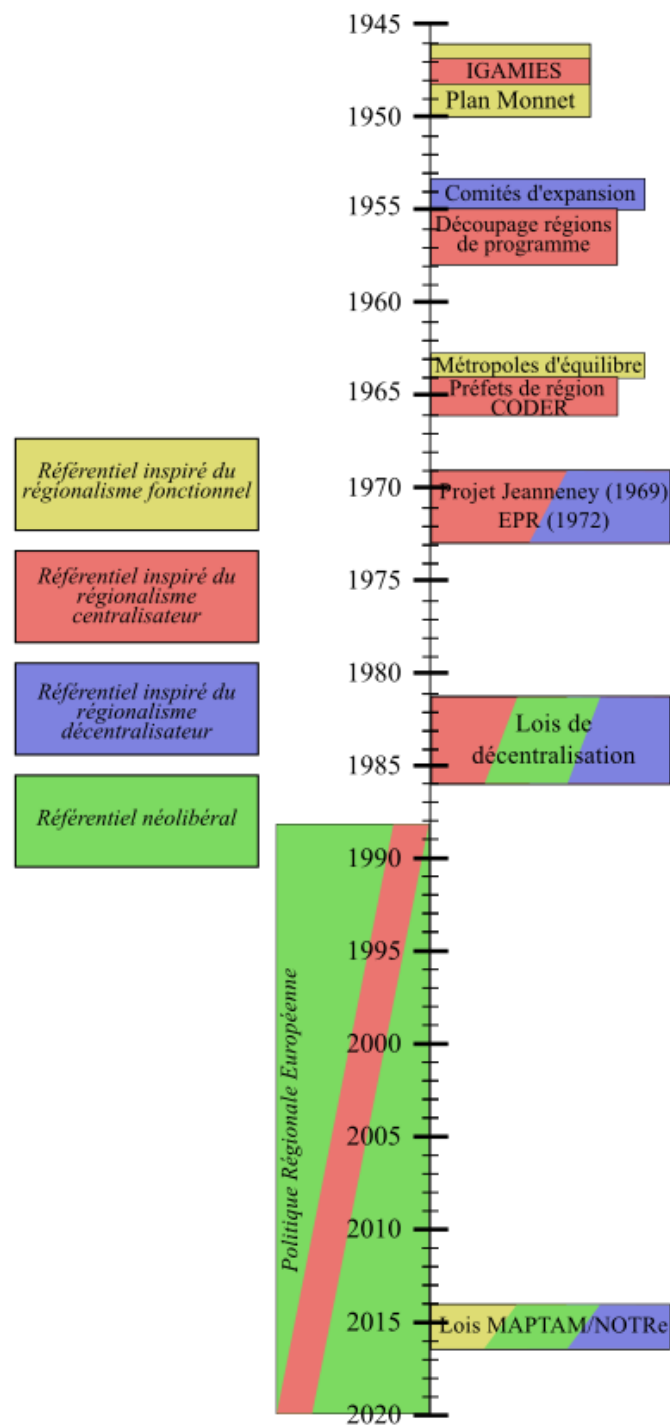 1945
IGAMIES
Plan Monnet
1950
Comités d'expansion
1955
Découpage régions
de programme
1960
Métropoles d'équilibre
1965
Préfets de région
CODER
Référentiel inspiré du
régionalisme fonctionnel
1970
Projet Jeanneney (1969)
EPR (1972)
Référentiel inspiré du
régionalisme
centralisateur
1975
1980
Référentiel inspiré du
régionalisme
décentralisateur
Lois de
décentralisation
1985
Référentiel néolibéral
1990
1995
Politique Régionale Européenne
2000
2005
2010
2015
Lois MAPTAM/NOTRe
2020